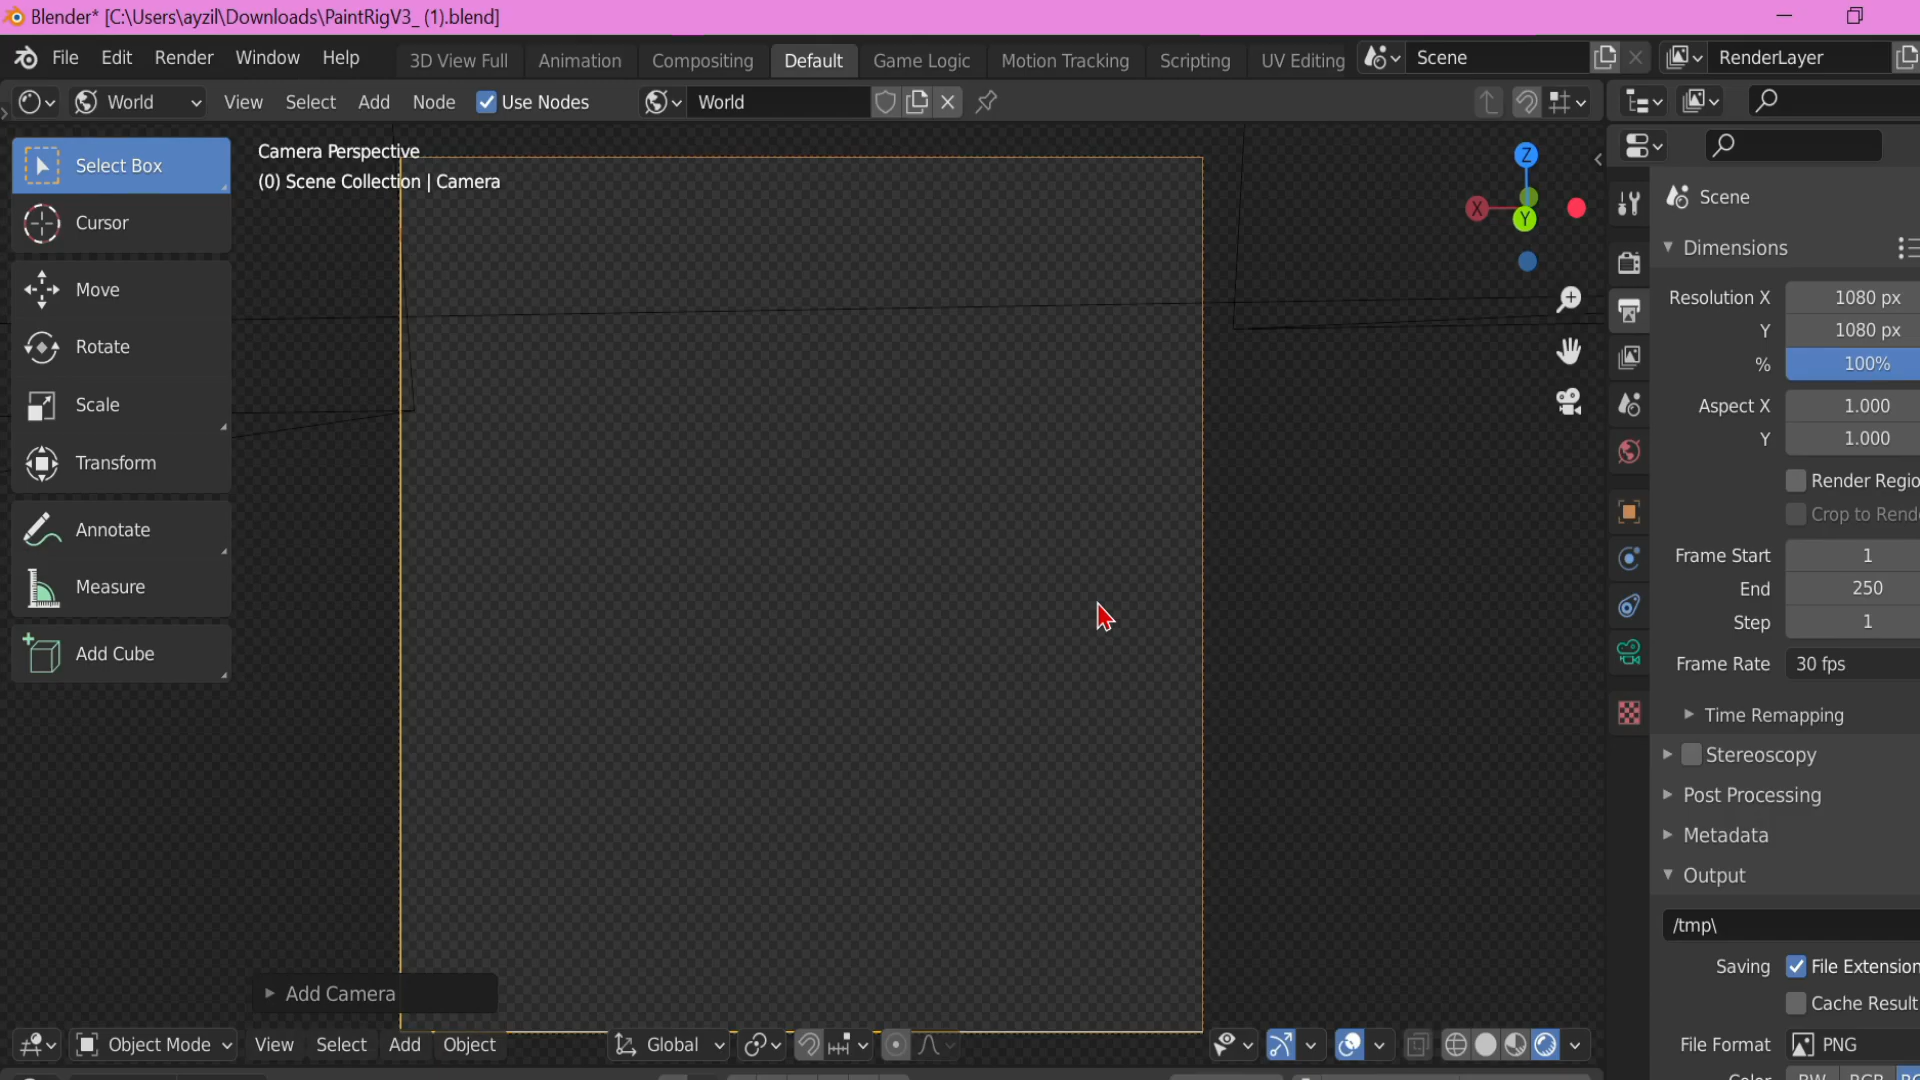 Blender* [C:\Users\ayzil\Downloads\PaintRigV3_ (1).blend]
File Edit Render Window Help 3D View Full Animation Compositing Default Game Logic Motion Tracking Scripting UV Editing Scene RenderLayer
World View Select Add Node Use Nodes World
Select Box
Cursor
Move
Rotate
Scale
Transform
Annotate
Measure
Add Cube
Camera Perspective
(0) Scene Collection | Camera
Z
X
Y
Add Camera
Object Mode View Select Add Object Global
Scene
Dimensions
Resolution X 1080 px
Y 1080 px
% 100%
Aspect X 1.000
Y 1.000
Render Regio
Crop to Rend
Frame Start 1
End 250
Step 1
Frame Rate 30 fps
Time Remapping
Stereoscopy
Post Processing
Metadata
Output
/tmp\
Saving File Extension
Cache Result
File Format PNG